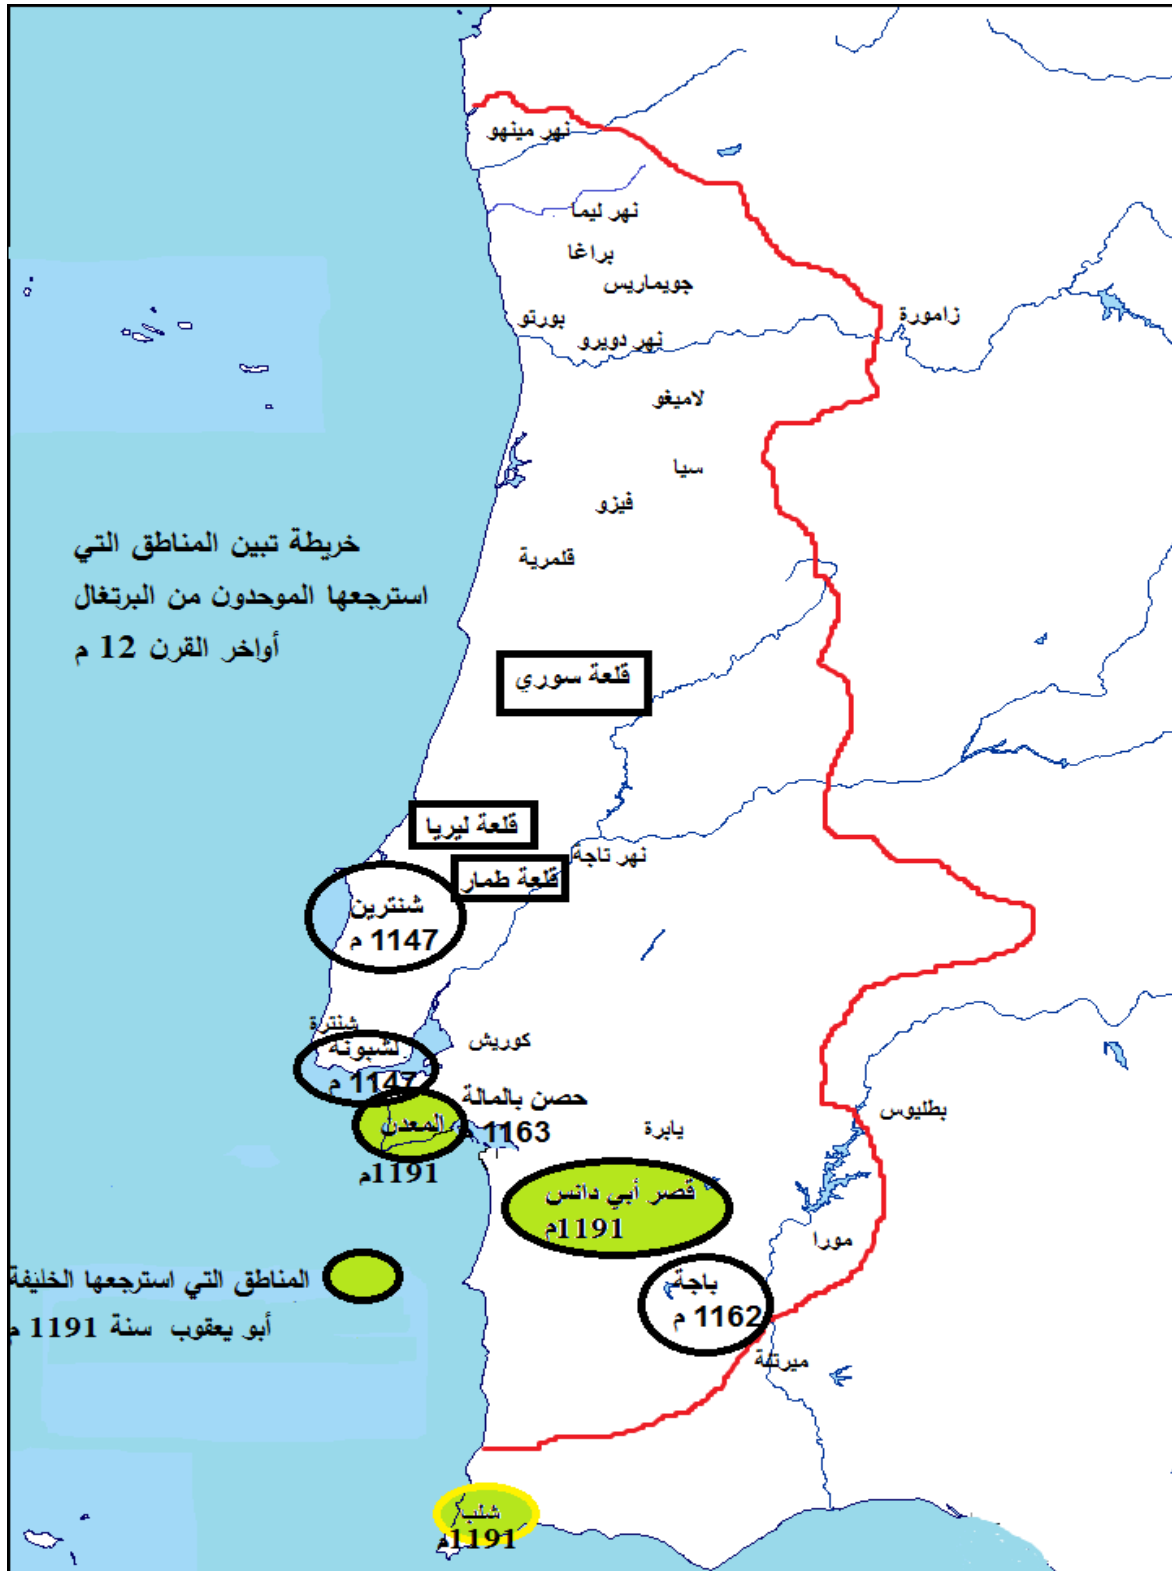 نهر مينهو
نهر ليما
براغا
جويماريس
زامورة
بورتو
نهر دويرو
لاميغو
سيا
فيزو
قلمرية
خريطة تبين المناطق التي
استرجعها الموحدون من البرتغال
أواخر القرن 12 م
قلعة سوري
قلعة ليريا
نهر تاجة
قلعة طمار
شنترين
1147 م
شنترة
كوريش
لشبونة
1147 م
حصن بالمالة
1163 م
بطليوس
المعدن
1191م
يابرة
قصر أبي دانس
1191م
مورا
المناطق التي استرجعها الخليفة
أبو يعقوب سنة 1191 م
باجة
1162 م
ميرتلة
شلب
1191م